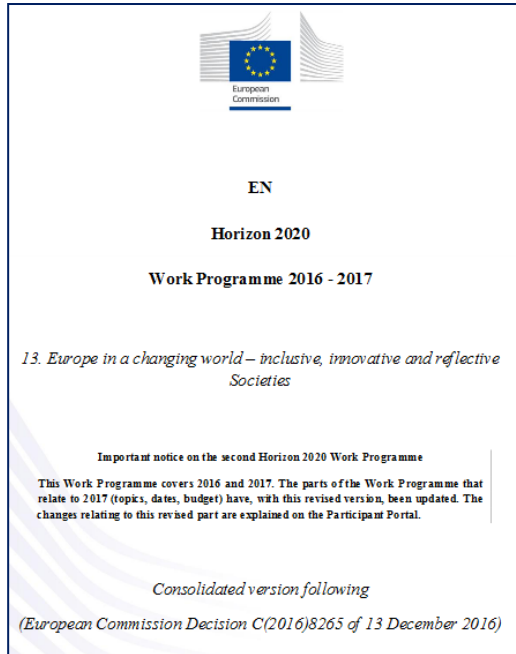 European
Commission
EN
Horizon 2020
Work Programme 2016 - 2017
13. Europe in a changing world – inclusive, innovative and reflective
Societies
Important notice on the second Horizon 2020 Work Programme
This Work Programme covers 2016 and 2017. The parts of the Work Programme that
relate to 2017 (topics, dates, budget) have, with this revised version, been updated. The
changes relating to this revised part are explained on the Participant Portal.
Consolidated version following
(European Commission Decision C(2016)8265 of 13 December 2016)